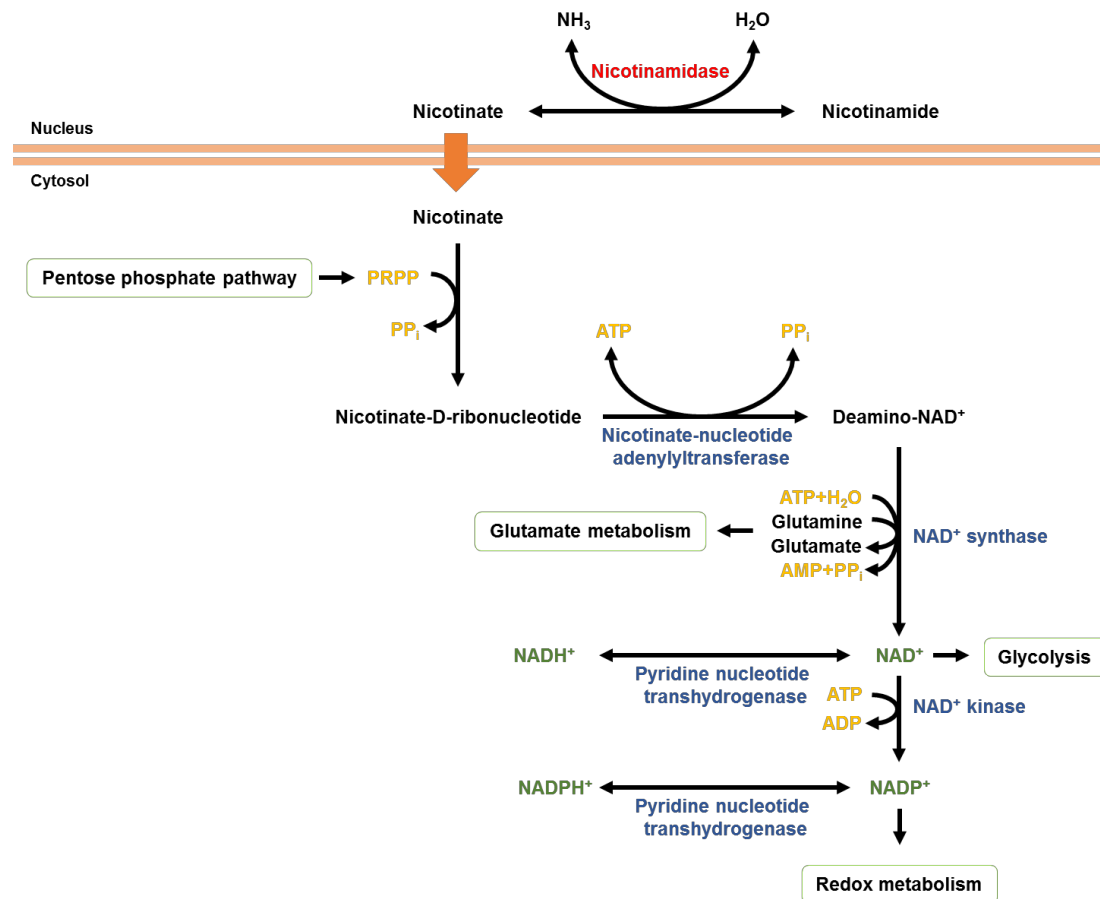 NH₃
H₂O
Nicotinamidase
Nicotinate
Nicotinamide
Nucleus
Cytosol
Nicotinate
Pentose phosphate pathway
PRPP
PPᵢ
ATP
PPᵢ
Nicotinate-D-ribonucleotide
Deamino-NAD⁺
Nicotinate-nucleotide
adenylyltransferase
ATP+H₂O
Glutamine
Glutamate
AMP+PPᵢ
Glutamate metabolism
NAD⁺ synthase
NADH⁺
Pyridine nucleotide
transhydrogenase
NAD⁺
Glycolysis
ATP
ADP
NAD⁺ kinase
NADPH⁺
Pyridine nucleotide
transhydrogenase
NADP⁺
Redox metabolism